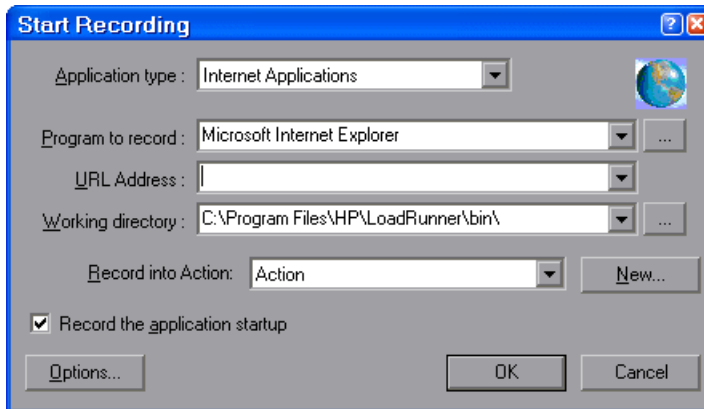 Start Recording
Application type : Internet Applications
Program to record : Microsoft Internet Explorer ...
URL Address :
Working directory : C:\Program Files\HP\LoadRunner\bin\ ...
Record into Action: Action New...
Record the application startup
Options... OK Cancel